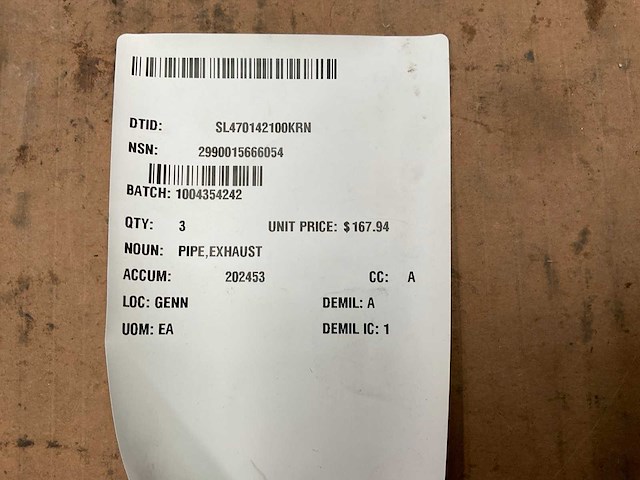 DTID: SL470142100KRN
NSN: 2990015666054
BATCH: 1004354242
QTY: 3 UNIT PRICE: $167.94
NOUN: PIPE,EXHAUST
ACCUM: 202453 CC: A
LOC: GENN DEMIL: A
UOM: EA DEMIL IC: 1